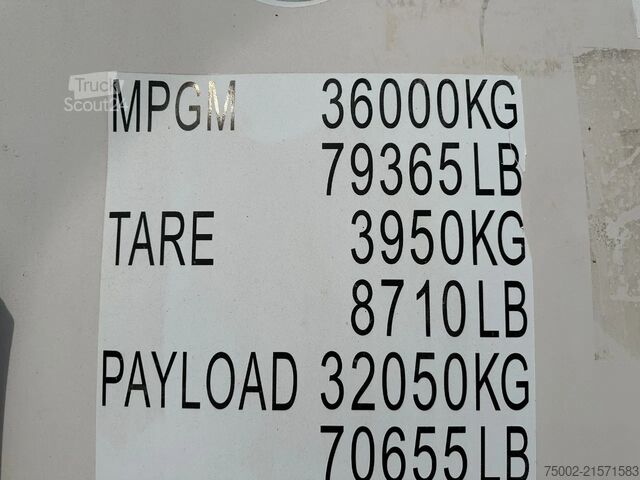 Truck
Scout24
MPGM 36000KG
79365LB
TARE 3950KG
8710LB
PAYLOAD 32050KG
70655LB
75002-21571583